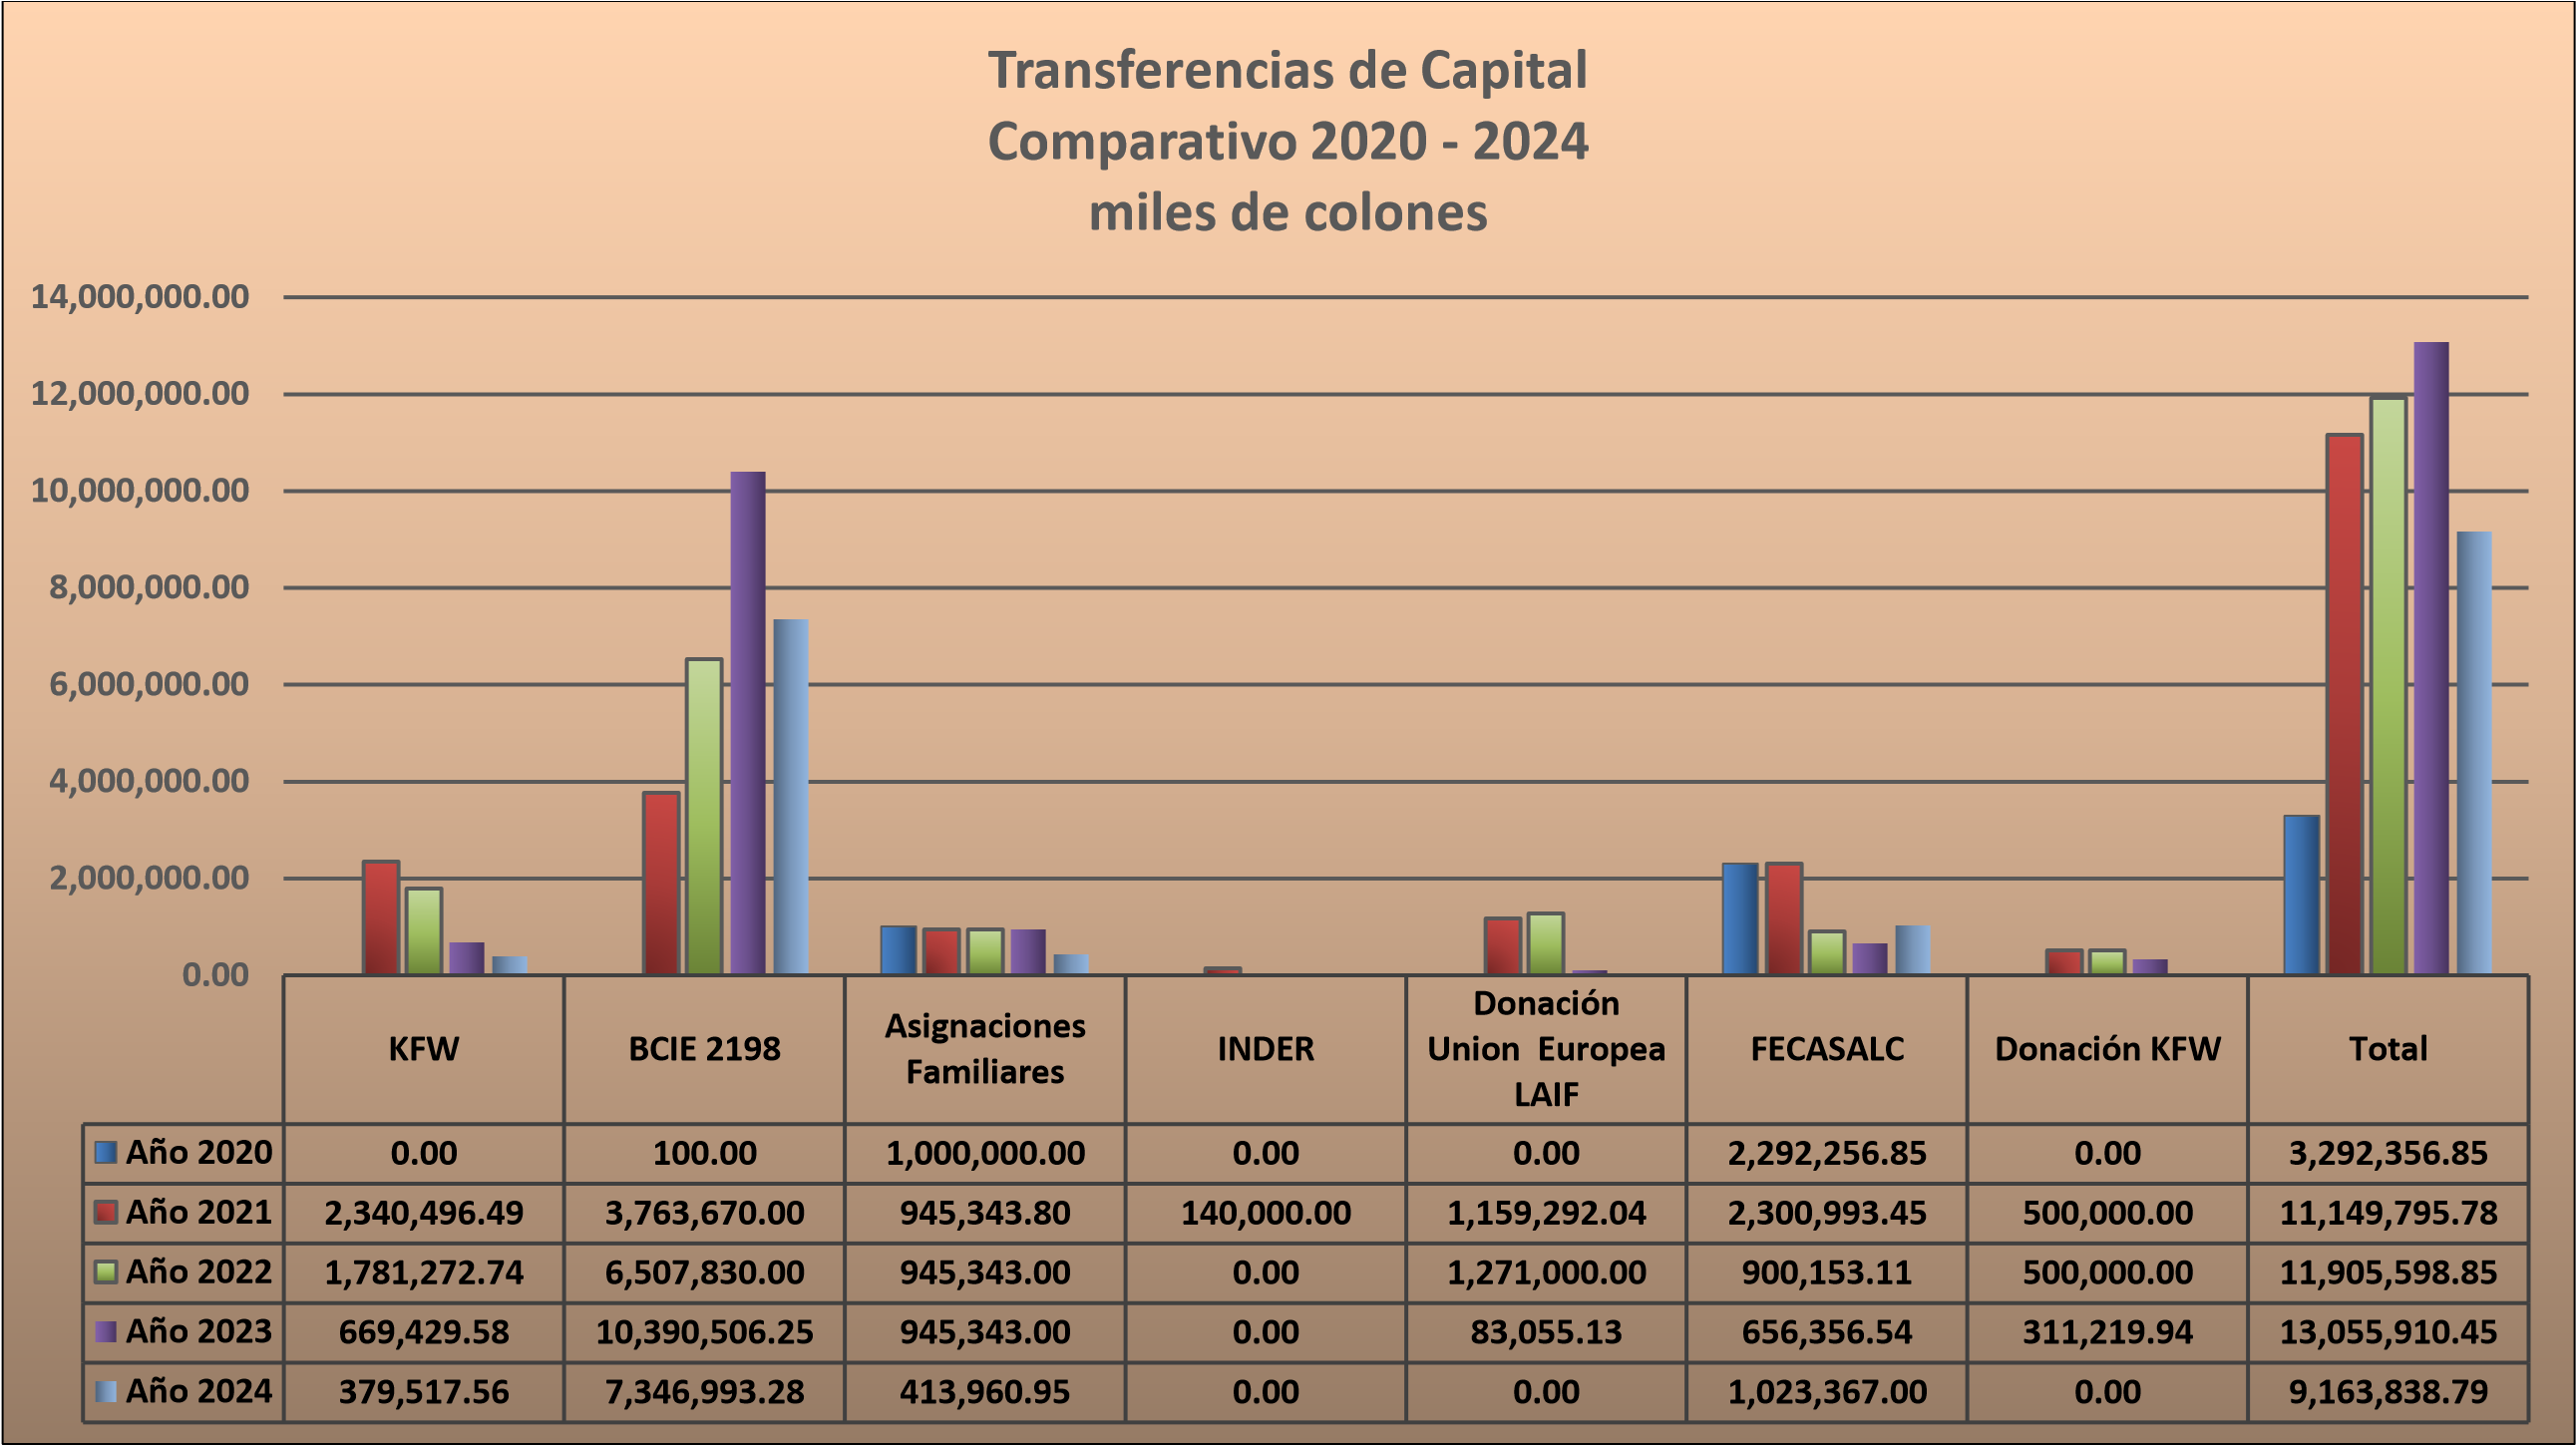 Transferencias de Capital
Comparativo 2020 - 2024
miles de colones
14,000,000.00
12,000,000.00
10,000,000.00
8,000,000.00
6,000,000.00
4,000,000.00
2,000,000.00
0.00
KFW BCIE 2198 Asignaciones Familiares INDER Donación Union  Europea LAIF FECASALC Donación KFW Total
Año 2020 0.00 100.00 1,000,000.00 0.00 0.00 2,292,256.85 0.00 3,292,356.85
Año 2021 2,340,496.49 3,763,670.00 945,343.80 140,000.00 1,159,292.04 2,300,993.45 500,000.00 11,149,795.78
Año 2022 1,781,272.74 6,507,830.00 945,343.00 0.00 1,271,000.00 900,153.11 500,000.00 11,905,598.85
Año 2023 669,429.58 10,390,506.25 945,343.00 0.00 83,055.13 656,356.54 311,219.94 13,055,910.45
Año 2024 379,517.56 7,346,993.28 413,960.95 0.00 0.00 1,023,367.00 0.00 9,163,838.79